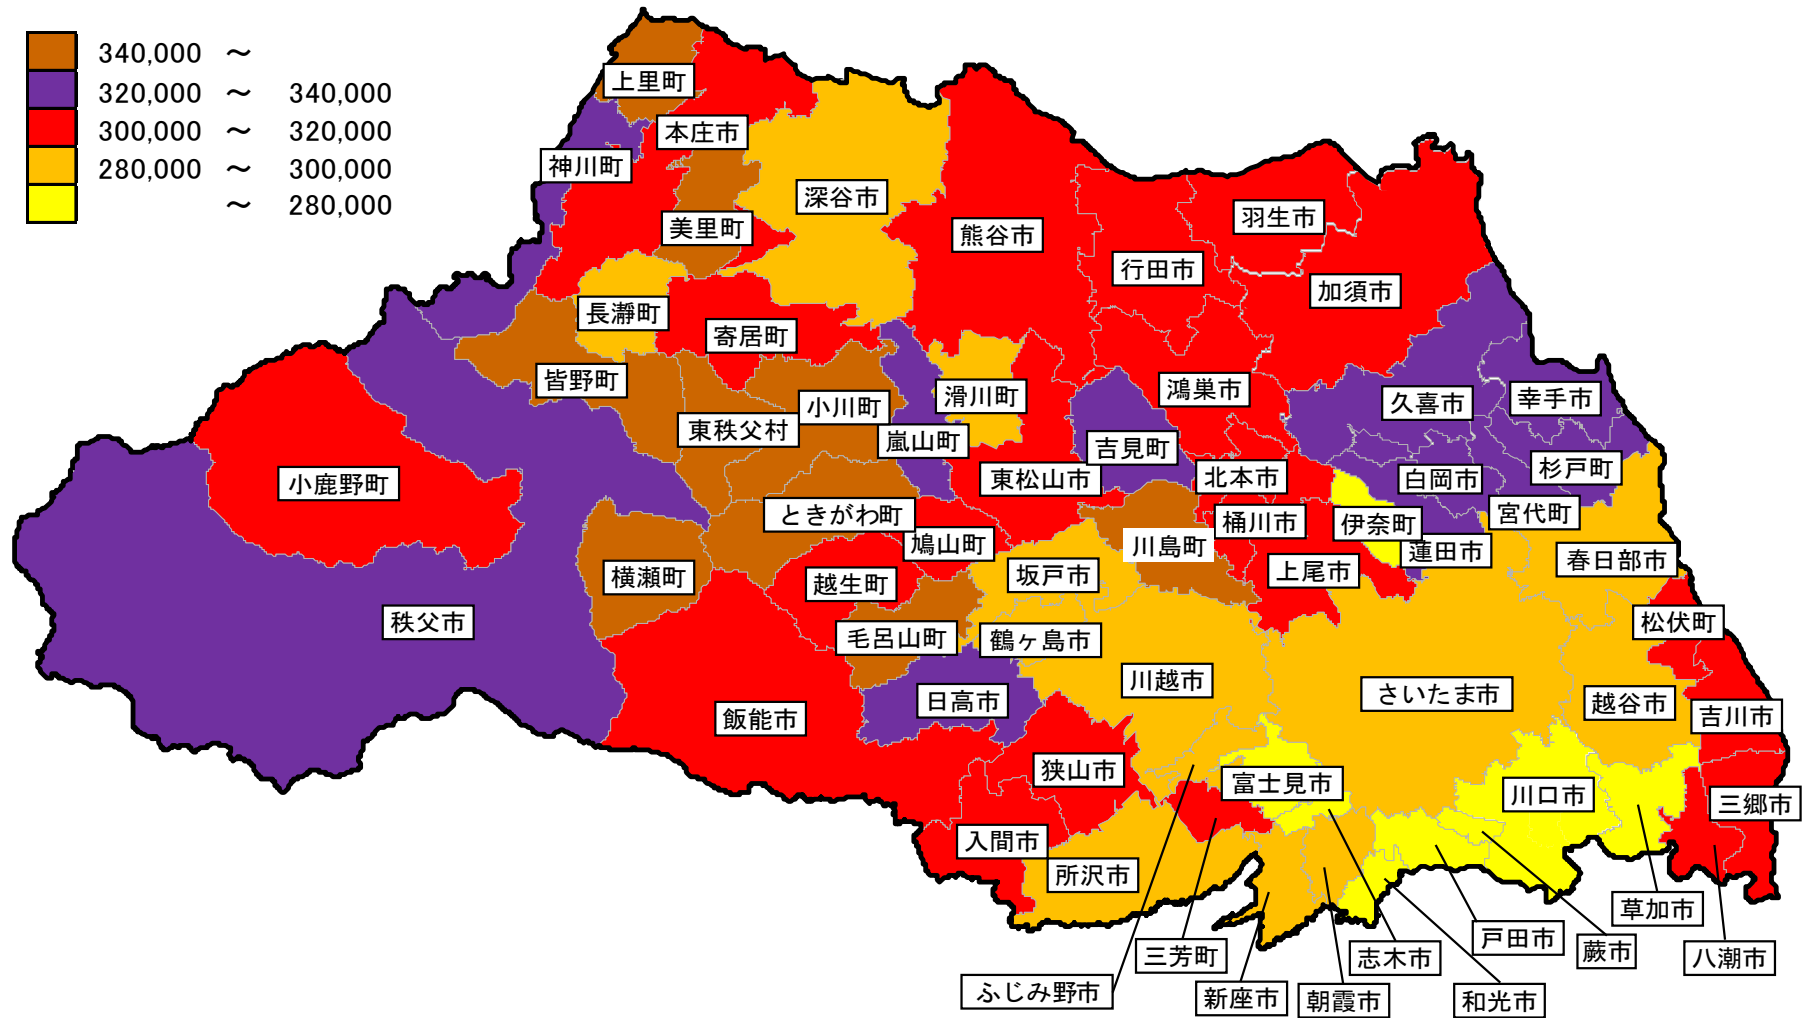 340,000 ～
320,000 ～ 340,000
300,000 ～ 320,000
280,000 ～ 300,000
～ 280,000
上里町
本庄市
神川町
深谷市
美里町
熊谷市
羽生市
行田市
加須市
長瀞町
寄居町
皆野町
小川町
滑川町
鴻巣市
久喜市
幸手市
東秩父村
嵐山町
吉見町
小鹿野町
東松山市
北本市
白岡市
杉戸町
ときがわ町
桶川市
伊奈町
宮代町
鳩山町
川島町
蓮田市
春日部市
横瀬町
越生町
坂戸市
上尾市
秩父市
毛呂山町
鶴ヶ島市
松伏町
日高市
川越市
さいたま市
越谷市
飯能市
吉川市
狭山市
富士見市
川口市
三郷市
入間市
所沢市
草加市
戸田市
蕨市
三芳町
志木市
八潮市
ふじみ野市
新座市
朝霞市
和光市